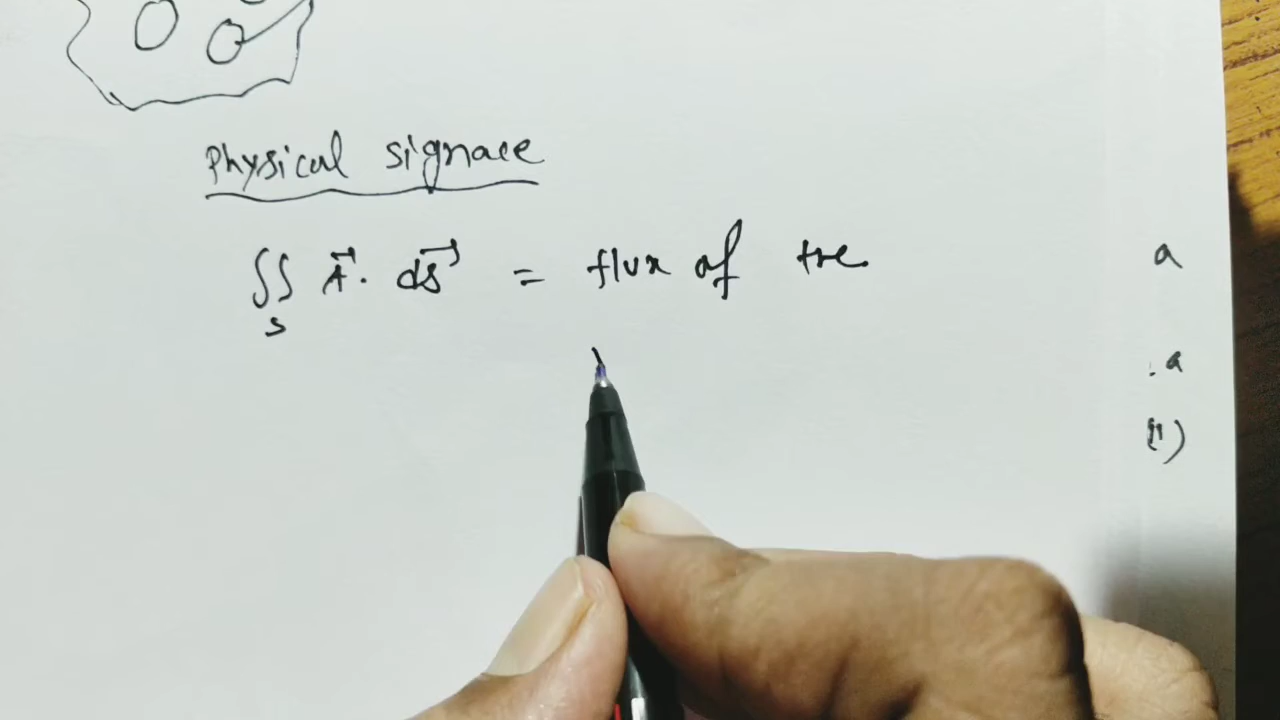 Physical signace
∬ A⃗ . ds⃗ = flux of the
S
a
. a
(ii)